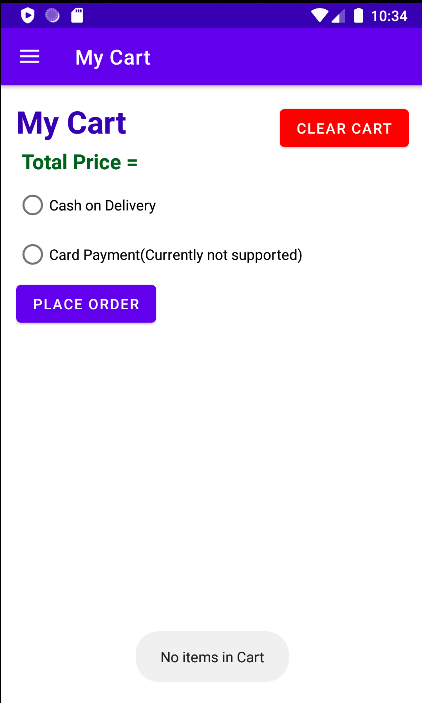 10:34
My Cart
My Cart
CLEAR CART
Total Price =
Cash on Delivery
Card Payment(Currently not supported)
PLACE ORDER
No items in Cart